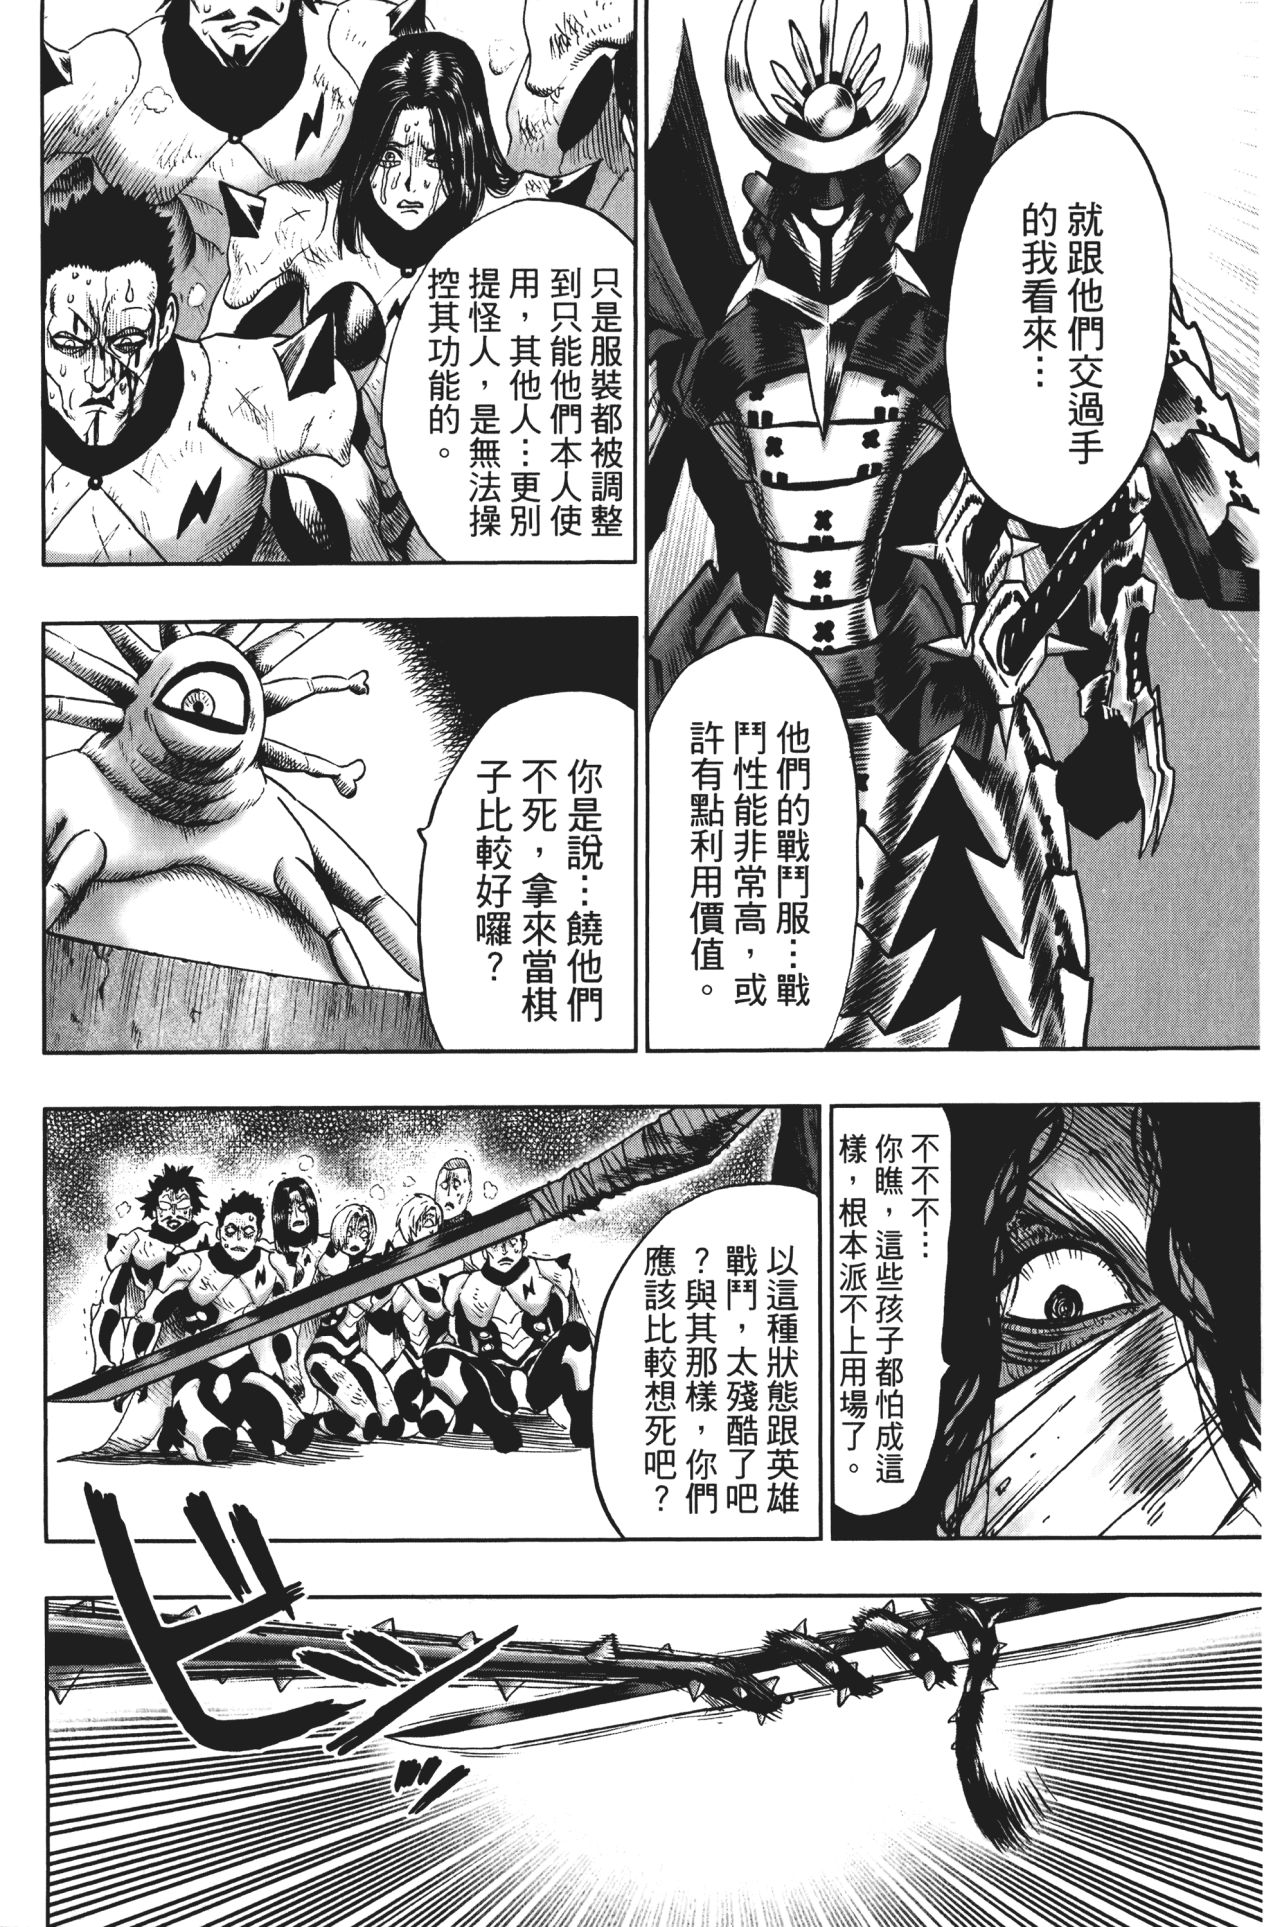 就跟他們交過手
的我看來…
他們的戰鬥服…戰
鬥性能非常高，或
許有點利用價值。
只是服裝都被調整
到只能他們本人使
用，其他人…更別
提怪人，是無法操
控其功能的。
你是說…饒他們
不死，拿來當棋
子比較好囉？
不不不…
你瞧，這些孩子都怕成這
樣，根本派不上用場了。
以這種狀態跟英雄
戰鬥，太殘酷了吧
？與其那樣，你們
應該比較想死吧？
ビシッ